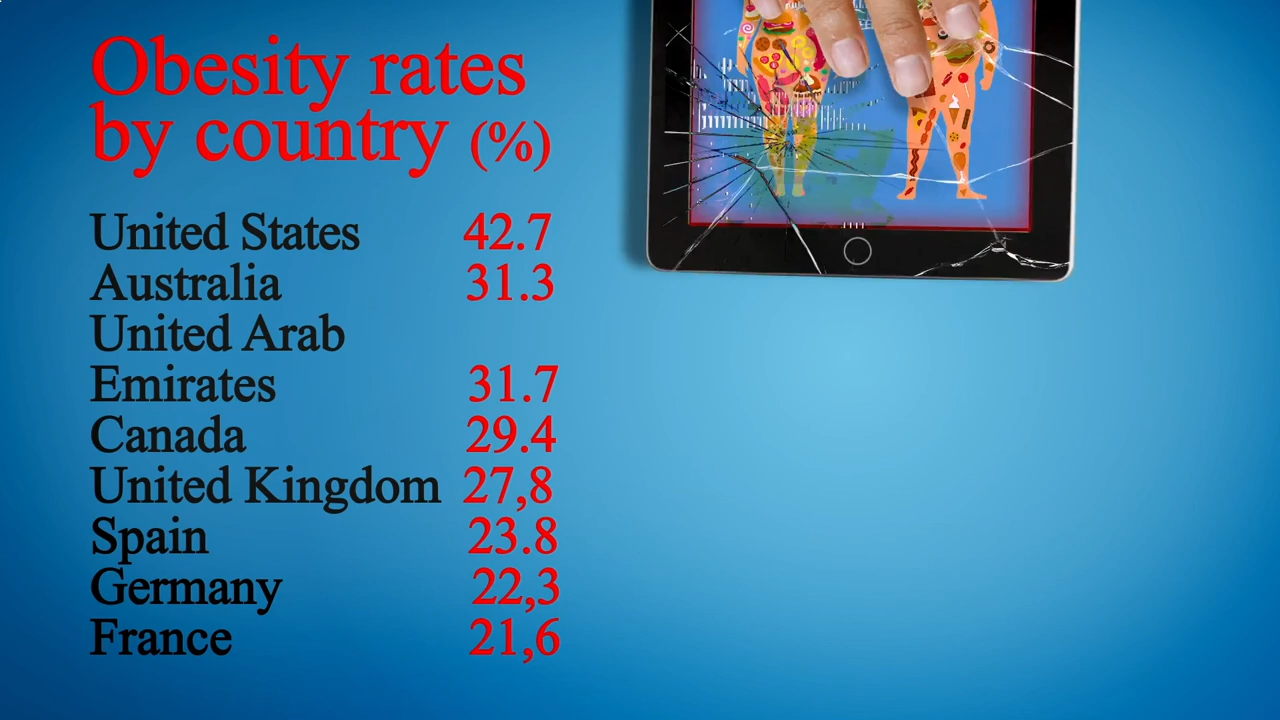 Obesity rates
by country (%)
United States 42.7
Australia 31.3
United Arab
Emirates 31.7
Canada 29.4
United Kingdom 27,8
Spain 23.8
Germany 22,3
France 21,6